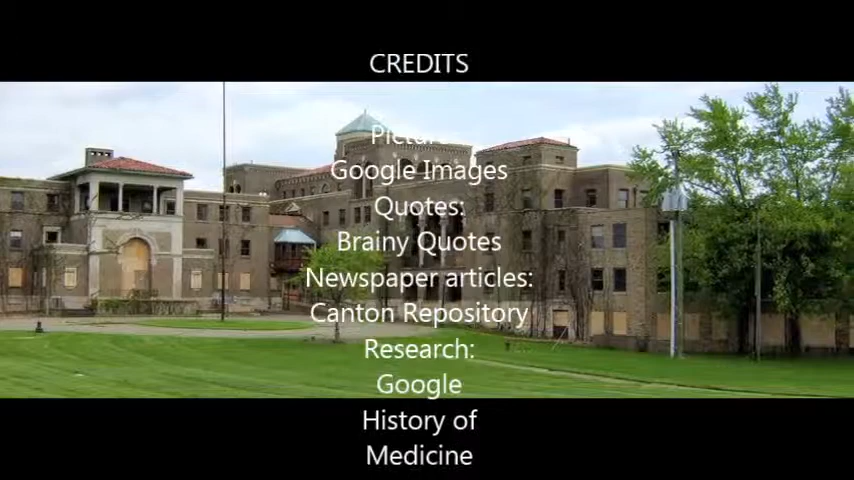 CREDITS
Google Images
Quotes:
Brainy Quotes
Newspaper articles:
Canton Repository
Research:
Google
History of
Medicine